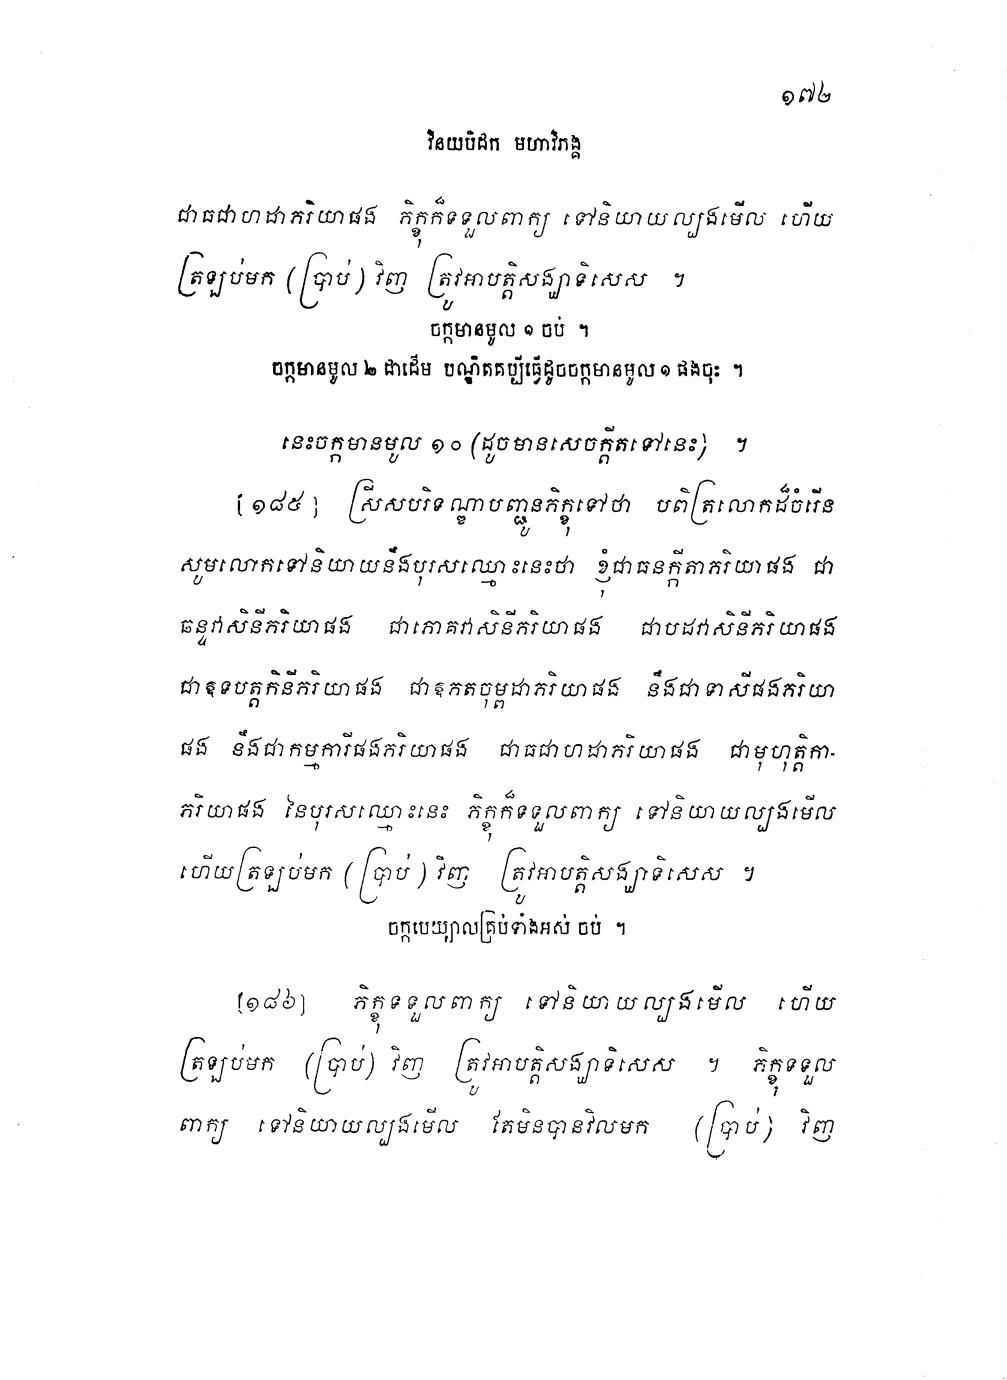 ១៧២
វិនយបិដក មហាវិភង្គ
ជាធជាហដាភរិយាផង ភិក្ខុក៏ទទួលពាក្យ ទៅនិយាយល្បងមើល ហើយ
ត្រឡប់មក (ប្រាប់) វិញ ត្រូវអាបត្តិសង្ឃាទិសេស ។
ចក្កមានមូល ១ ចប់ ។
ចក្កមានមូល ២ ជាដើម បណ្ឌិតគប្បីធ្វើដូចចក្កមានមូល ១ ផងចុះ ។
នេះចក្កមានមូល ១០ (ដូចមានសេចក្តីតទៅនេះ) ។
[១៨៥] ស្រីសបរិទណ្ឌាបញ្ជូនភិក្ខុទៅថា បពិត្រលោកដ៏ចំរើន
សូមលោកទៅនិយាយនឹងបុរសឈ្មោះនេះថា ខ្ញុំជាធនក្កីតាភរិយាផង ជា
ឆន្ទវាសិនីភរិយាផង ជាភោគវាសិនីភរិយាផង ជាបដវាសិនីភរិយាផង
ជាឱទបត្តកិនីភរិយាផង ជាឱភតចុម្ពដាភរិយាផង នឹងជាទាសីផងភរិយា
ផង នឹងជាកម្មការីផងភរិយាផង ជាធជាហដាភរិយាផង ជាមុហុត្តិកា-
ភរិយាផង នៃបុរសឈ្មោះនេះ ភិក្ខុក៏ទទួលពាក្យ ទៅនិយាយល្បងមើល
ហើយត្រឡប់មក (ប្រាប់) វិញ ត្រូវអាបត្តិសង្ឃាទិសេស ។
ចក្កបេយ្យាលគ្រប់ទាំងអស់ ចប់ ។
[១៨៦] ភិក្ខុទទួលពាក្យ ទៅនិយាយល្បងមើល ហើយ
ត្រឡប់មក (ប្រាប់) វិញ ត្រូវអាបត្តិសង្ឃាទិសេស ។ ភិក្ខុទទួល
ពាក្យ ទៅនិយាយល្បងមើល តែមិនបានវិលមក (ប្រាប់) វិញ